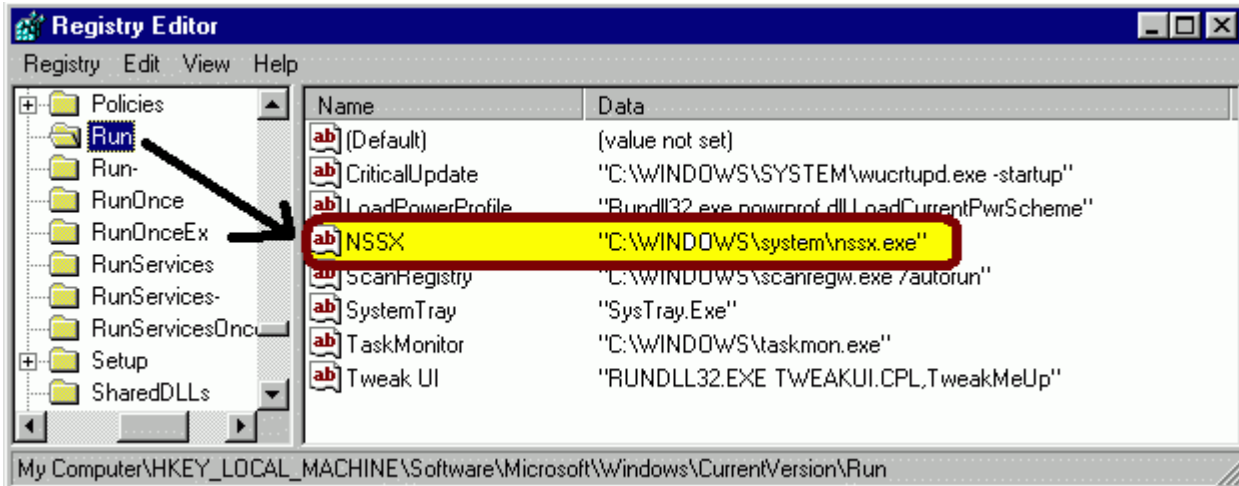 Registry Editor
Registry Edit View Help
Policies
Run
Run-
RunOnce
RunOnceEx
RunServices
RunServices-
RunServicesOnce
Setup
SharedDLLs
Name Data
(Default) (value not set)
CriticalUpdate "C:\WINDOWS\SYSTEM\wucrtupd.exe -startup"
LoadPowerProfile "Rundll32.exe powrprof.dll,LoadCurrentPwrScheme"
NSSX "C:\WINDOWS\system\nssx.exe"
ScanRegistry "C:\WINDOWS\scanregw.exe /autorun"
SystemTray "SysTray.Exe"
TaskMonitor "C:\WINDOWS\taskmon.exe"
Tweak UI "RUNDLL32.EXE TWEAKUI.CPL,TweakMeUp"
My Computer\HKEY_LOCAL_MACHINE\Software\Microsoft\Windows\CurrentVersion\Run